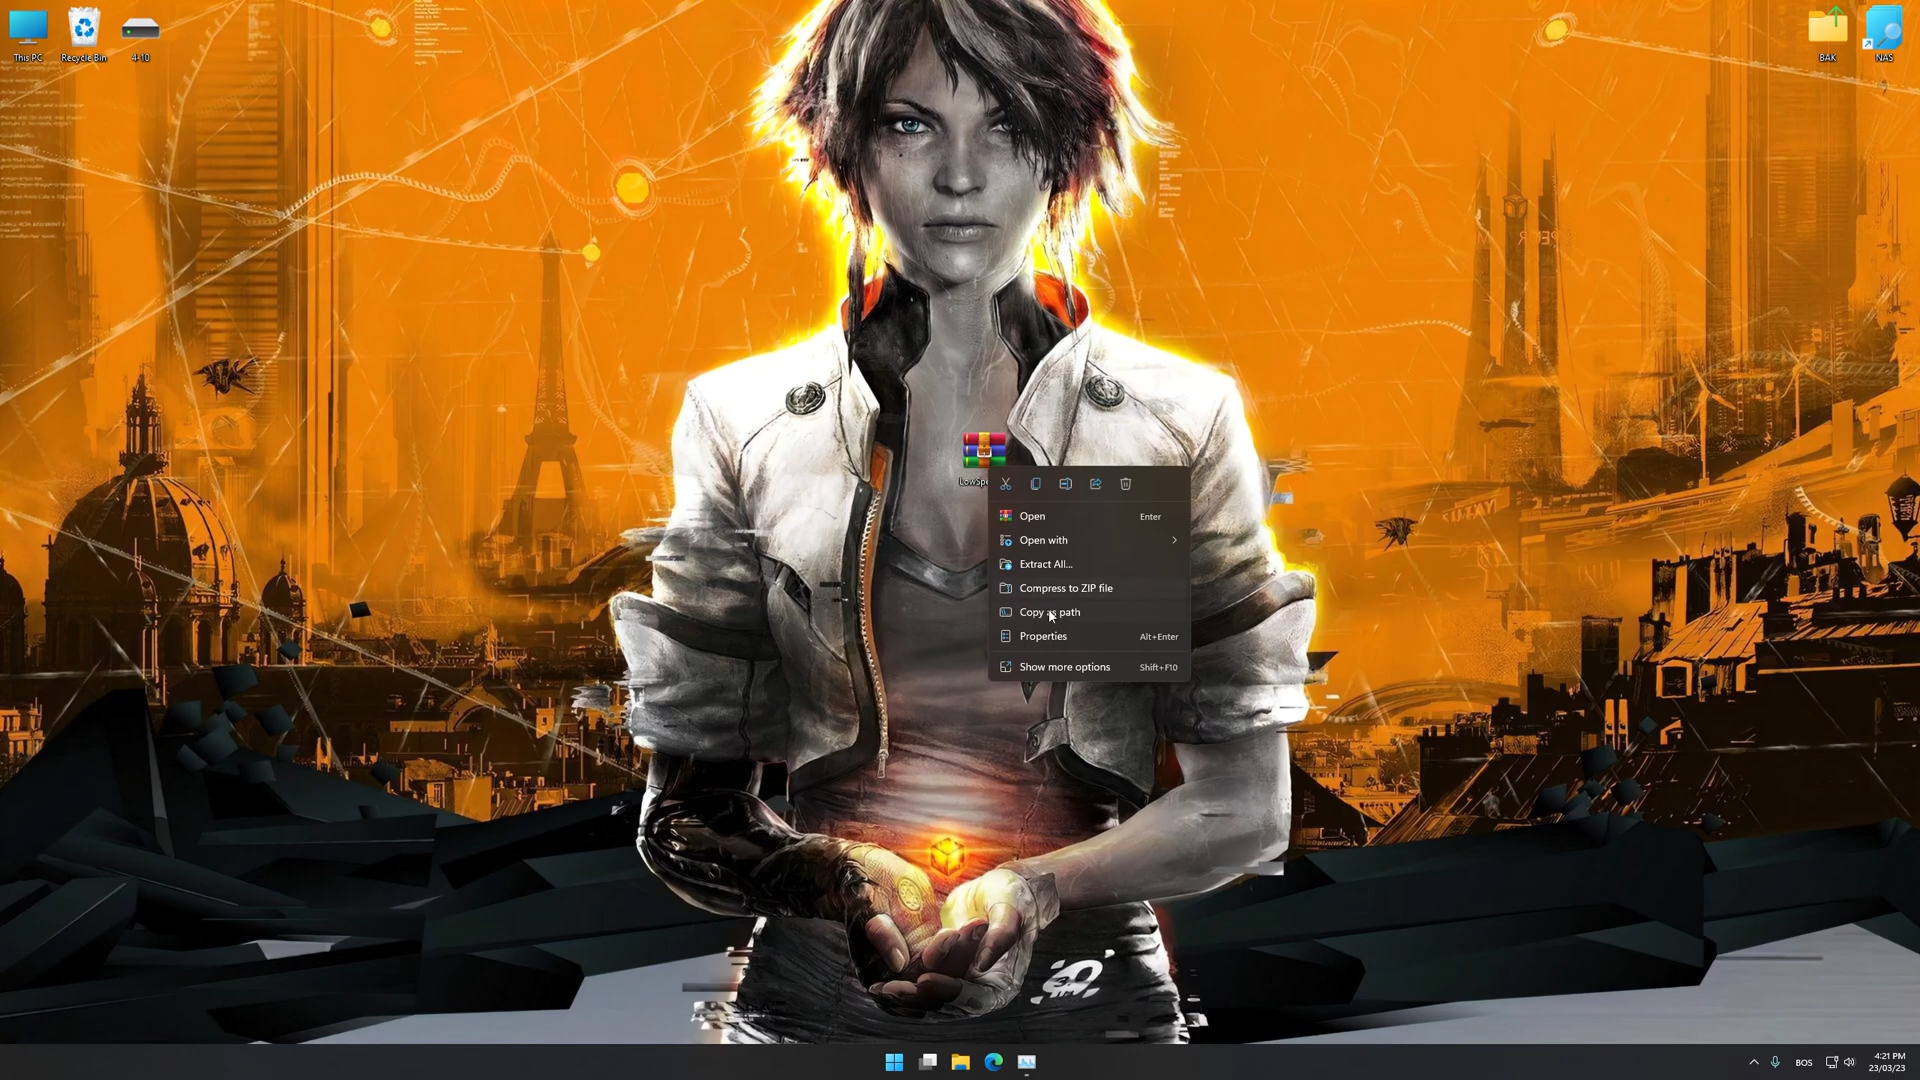 This PC
Recycle Bin
4-10
BAK
NAS
Open Enter
Open with
Extract All...
Compress to ZIP file
Copy as path
Properties Alt+Enter
Show more options Shift+F10
BOS
4:21 PM
23/03/23